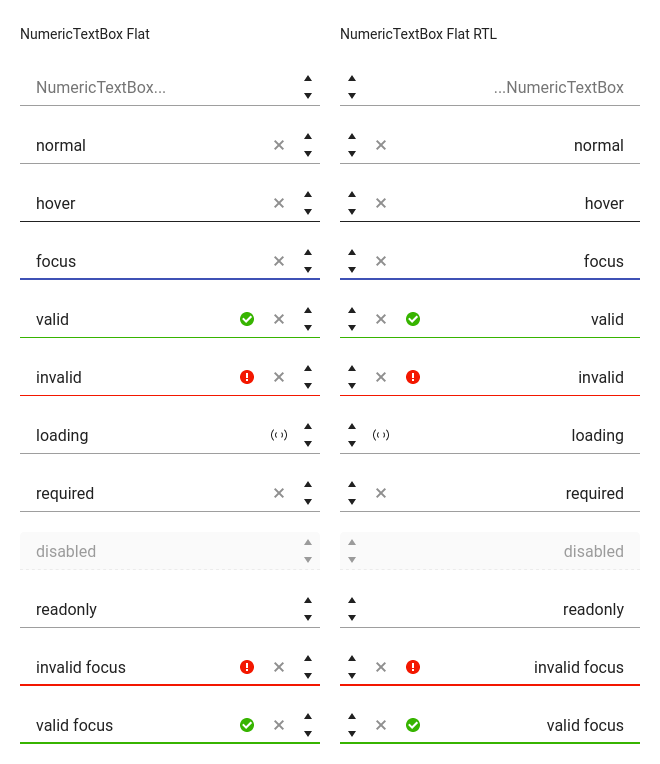 NumericTextBox Flat
NumericTextBox Flat RTL
NumericTextBox...
...NumericTextBox
normal
normal
hover
hover
focus
focus
valid
valid
invalid
invalid
loading
loading
required
required
disabled
disabled
readonly
readonly
invalid focus
invalid focus
valid focus
valid focus